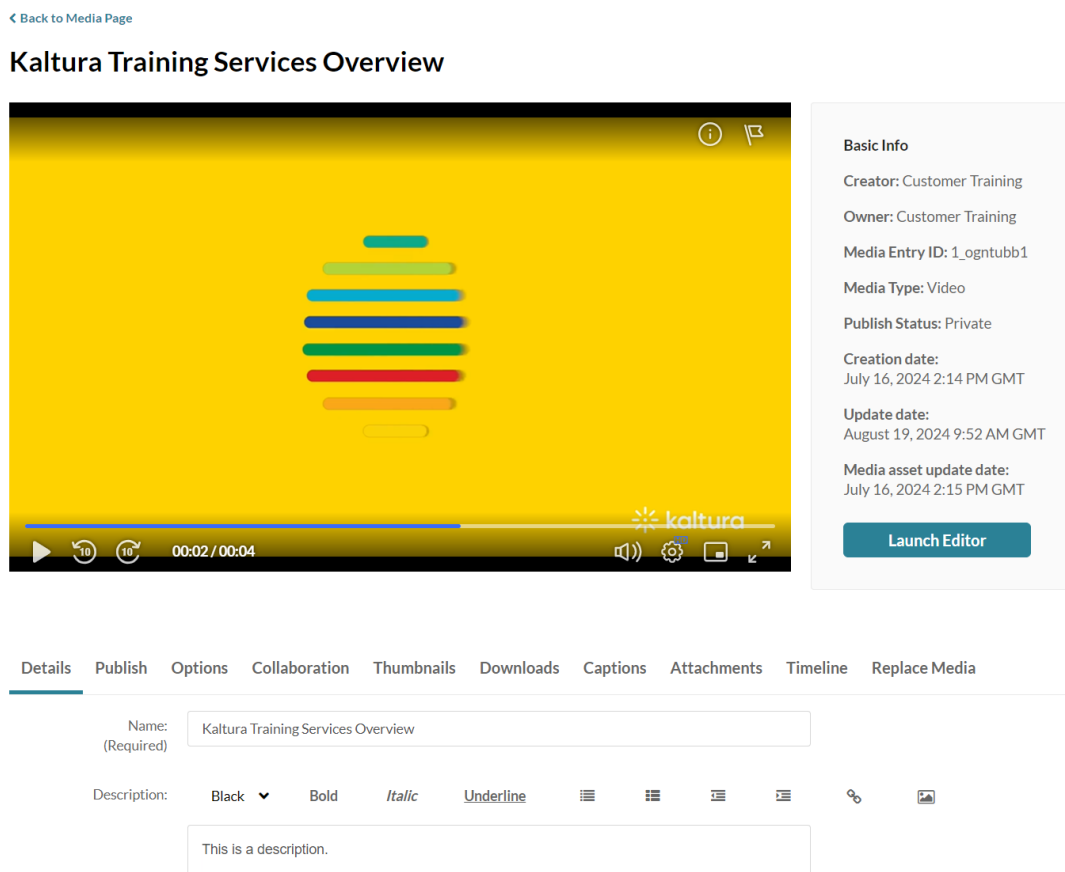 Back to Media Page
Kaltura Training Services Overview
Basic Info
Creator: Customer Training
Owner: Customer Training
Media Entry ID: 1_ogntubb1
Media Type: Video
Publish Status: Private
Creation date:
July 16, 2024 2:14 PM GMT
Update date:
August 19, 2024 9:52 AM GMT
Media asset update date:
July 16, 2024 2:15 PM GMT
Launch Editor
kaltura
10
10
00:02 / 00:04
Details Publish Options Collaboration Thumbnails Downloads Captions Attachments Timeline Replace Media
Name:
(Required)
Kaltura Training Services Overview
Description:
Black Bold Italic Underline
This is a description.